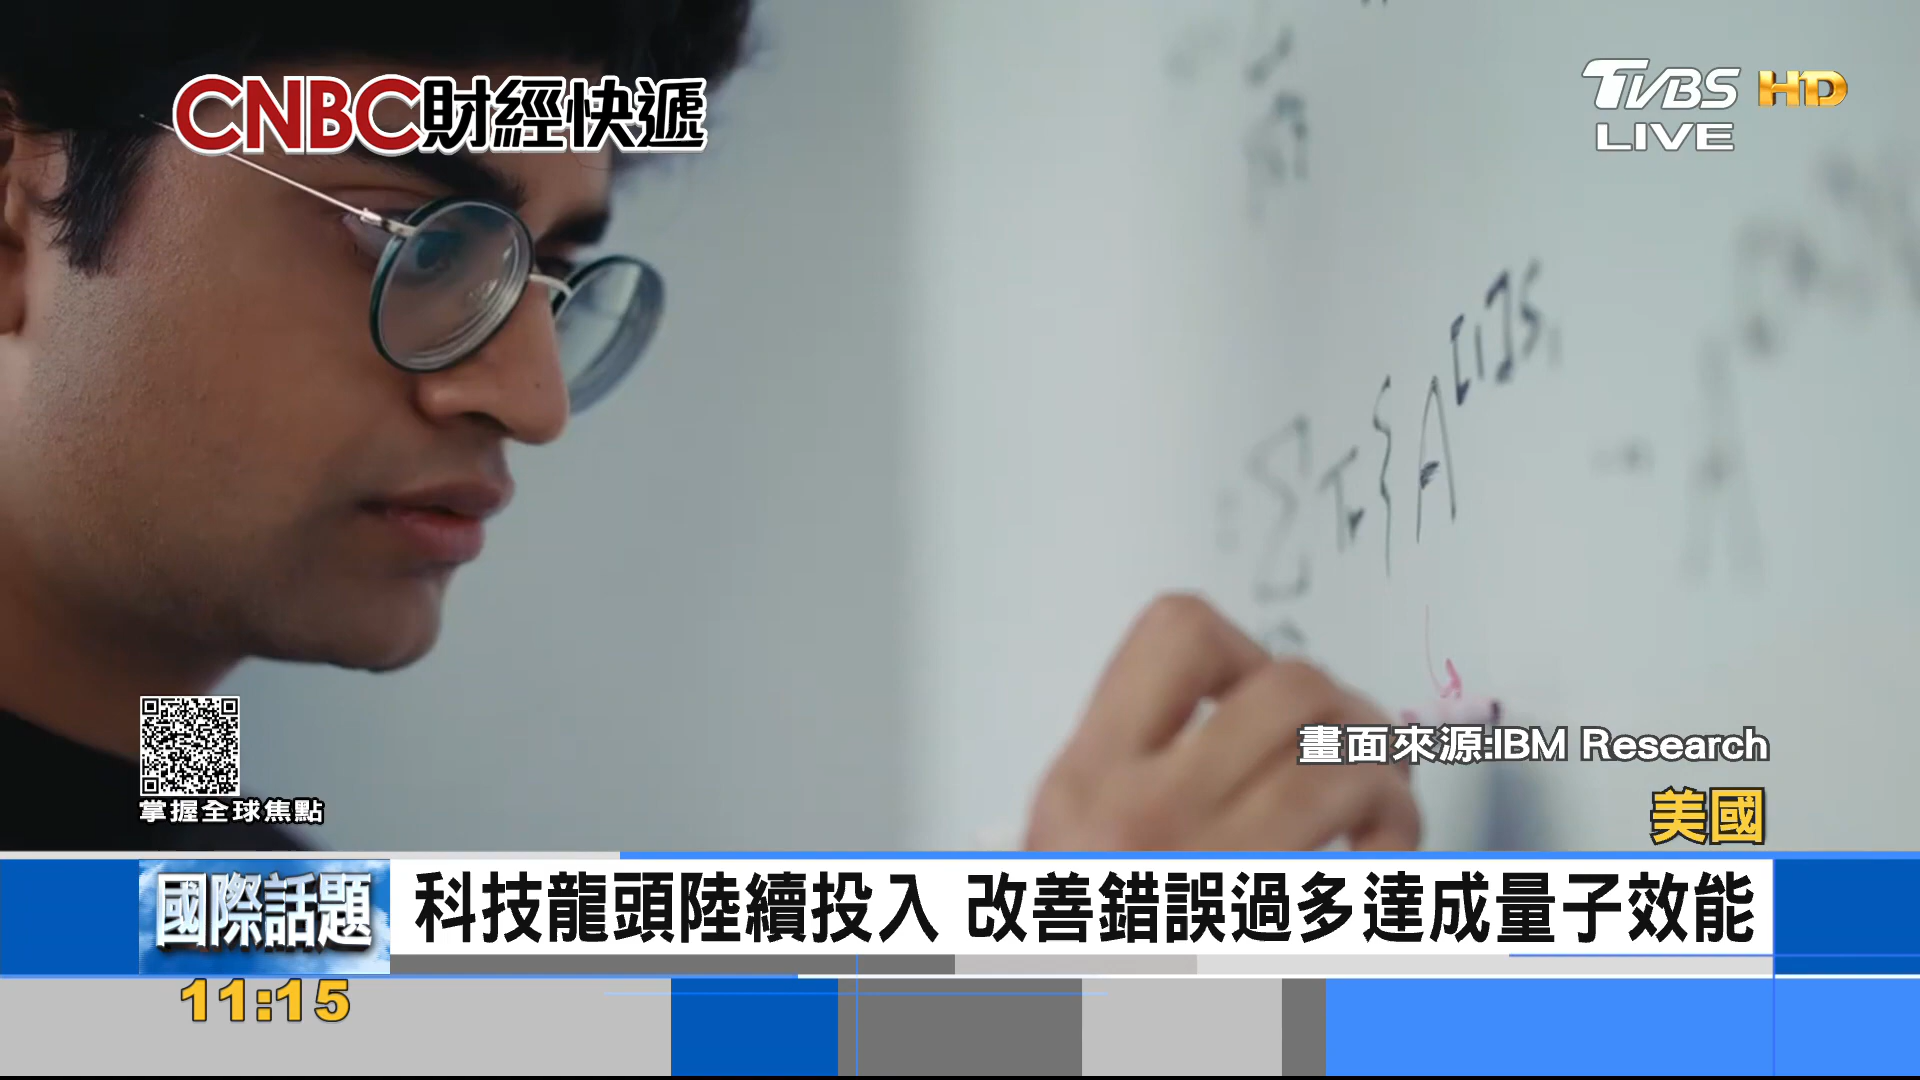 CNBC財經快遞
TVBS HD
LIVE
Σ Tr { A [1]S
畫面來源:IBM Research
美國
掌握全球焦點
國際話題
科技龍頭陸續投入 改善錯誤過多達成量子效能
11:15